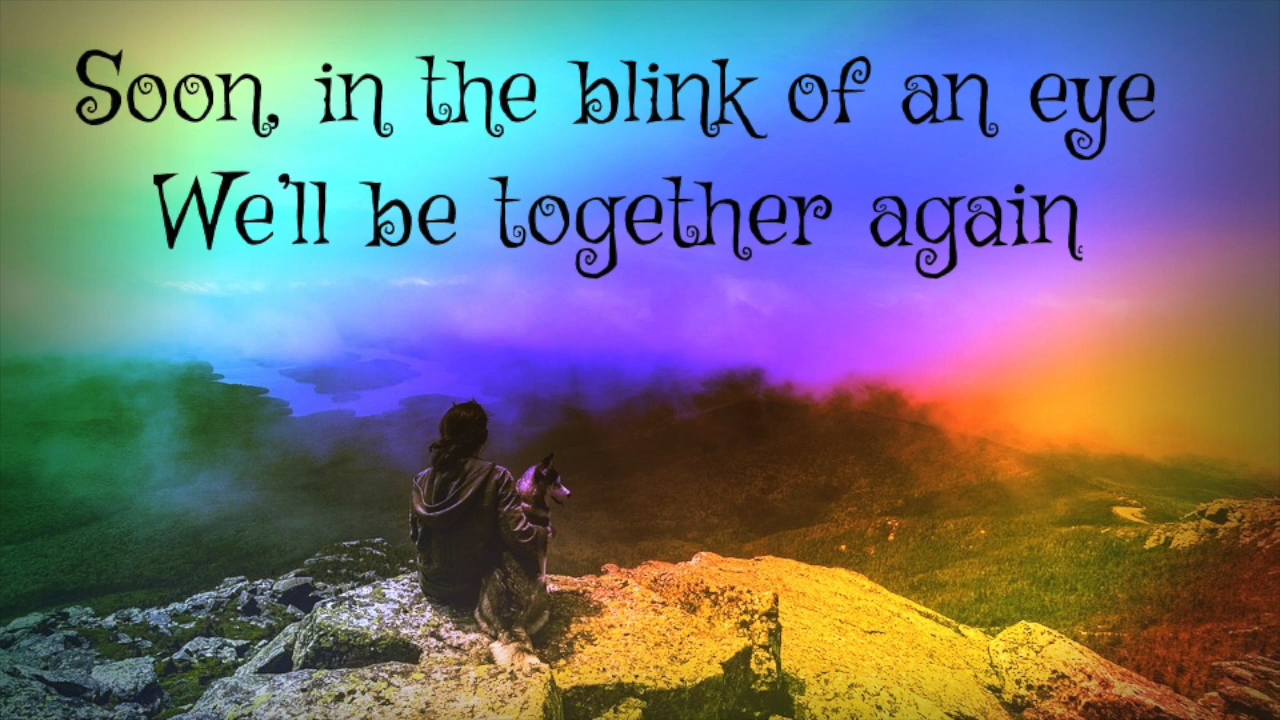 Soon, in the blink of an eye
We'll be together again